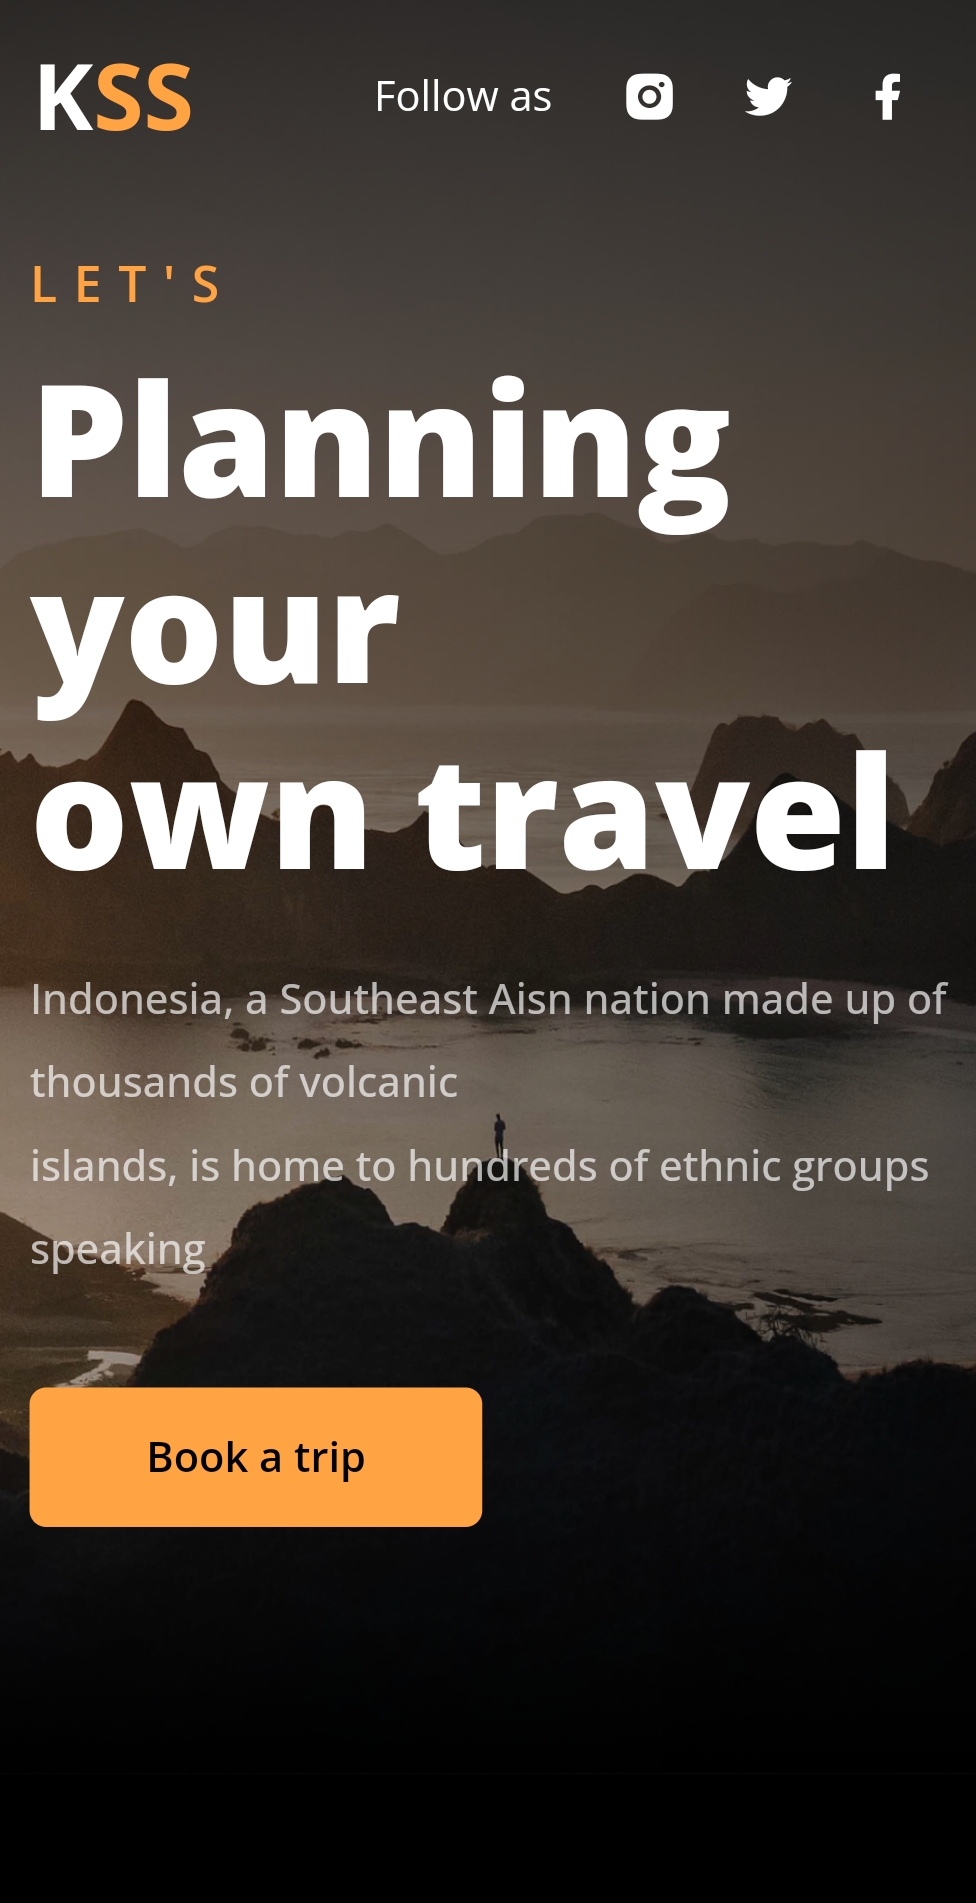 KSS
Follow as
LET'S
Planning
your
own travel
Indonesia, a Southeast Aisn nation made up of
thousands of volcanic
islands, is home to hundreds of ethnic groups
speaking
Book a trip